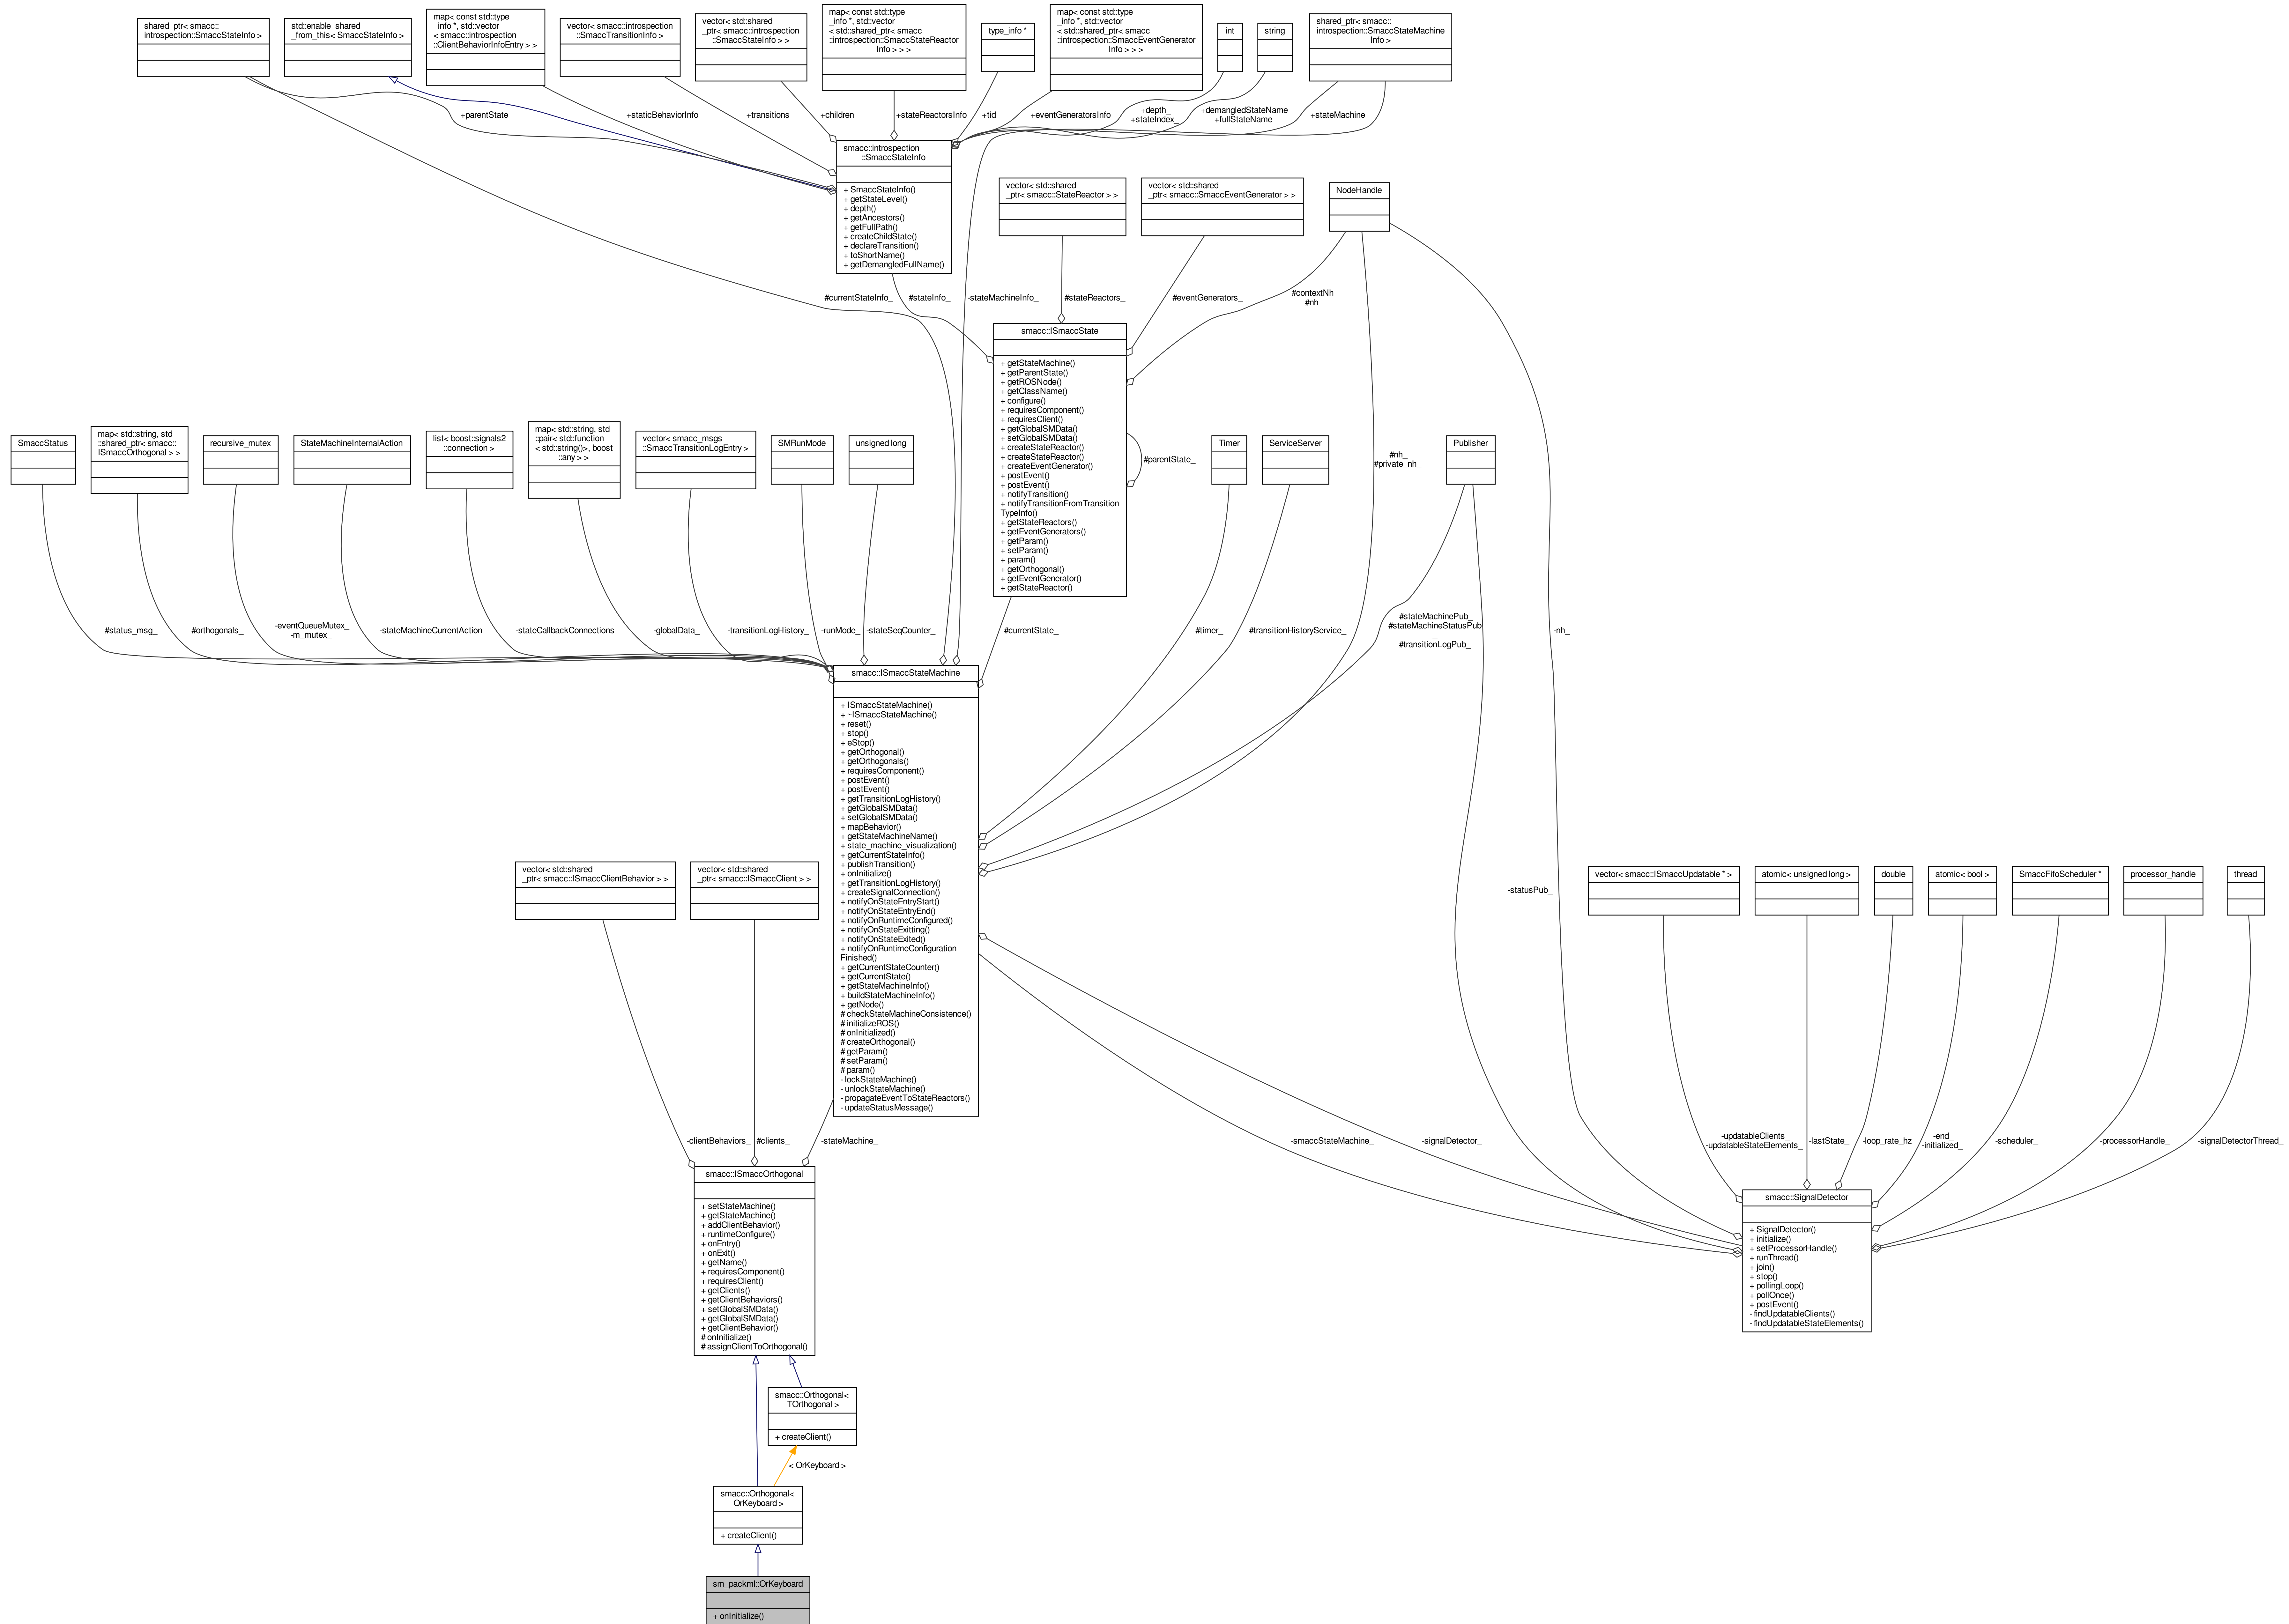 shared_ptr< smacc::
introspection::SmaccStateInfo >
std::enable_shared
_from_this< SmaccStateInfo >
map< const std::type
_info *, std::vector
< smacc::introspection
::ClientBehaviorInfoEntry > >
vector< smacc::introspection
::SmaccTransitionInfo >
vector< std::shared
_ptr< smacc::introspection
::SmaccStateInfo > >
map< const std::type
_info *, std::vector
< std::shared_ptr< smacc
::introspection::SmaccStateReactor
Info > > >
type_info *
map< const std::type
_info *, std::vector
< std::shared_ptr< smacc
::introspection::SmaccEventGenerator
Info > > >
int
string
shared_ptr< smacc::
introspection::SmaccStateMachine
Info >
+parentState_
+staticBehaviorInfo
+transitions_
+children_
+stateReactorsInfo
+tid_
+eventGeneratorsInfo
+depth_
+stateIndex_
+demangledStateName
+fullStateName
+stateMachine_
smacc::introspection
::SmaccStateInfo
+ SmaccStateInfo()
+ getStateLevel()
+ depth()
+ getAncestors()
+ getFullPath()
+ createChildState()
+ declareTransition()
+ toShortName()
+ getDemangledFullName()
vector< std::shared
_ptr< smacc::StateReactor > >
vector< std::shared
_ptr< smacc::SmaccEventGenerator > >
NodeHandle
#currentStateInfo_
#stateInfo_
-stateMachineInfo_
#stateReactors_
#eventGenerators_
#contextNh
#nh
smacc::ISmaccState
+ getStateMachine()
+ getParentState()
+ getROSNode()
+ getClassName()
+ configure()
+ requiresComponent()
+ requiresClient()
+ getGlobalSMData()
+ setGlobalSMData()
+ createStateReactor()
+ createStateReactor()
+ createEventGenerator()
+ postEvent()
+ postEvent()
+ notifyTransition()
+ notifyTransitionFromTransition
TypeInfo()
+ getStateReactors()
+ getEventGenerators()
+ getParam()
+ setParam()
+ param()
+ getOrthogonal()
+ getEventGenerator()
+ getStateReactor()
#parentState_
SmaccStatus
map< std::string, std
::shared_ptr< smacc::
ISmaccOrthogonal > >
recursive_mutex
StateMachineInternalAction
list< boost::signals2
::connection >
map< std::string, std
::pair< std::function
< std::string()>, boost
::any > >
vector< smacc_msgs
::SmaccTransitionLogEntry >
SMRunMode
unsigned long
Timer
ServiceServer
Publisher
#nh_
#private_nh_
#status_msg_
#orthogonals_
-eventQueueMutex_
-m_mutex_
-stateMachineCurrentAction
-stateCallbackConnections
-globalData_
-transitionLogHistory_
-runMode_
-stateSeqCounter_
#currentState_
#timer_
#transitionHistoryService_
#stateMachinePub_
#stateMachineStatusPub
_
#transitionLogPub_
-nh_
smacc::ISmaccStateMachine
+ ISmaccStateMachine()
+ ~ISmaccStateMachine()
+ reset()
+ stop()
+ eStop()
+ getOrthogonal()
+ getOrthogonals()
+ requiresComponent()
+ postEvent()
+ postEvent()
+ getTransitionLogHistory()
+ getGlobalSMData()
+ setGlobalSMData()
+ mapBehavior()
+ getStateMachineName()
+ state_machine_visualization()
+ getCurrentStateInfo()
+ publishTransition()
+ onInitialize()
+ getTransitionLogHistory()
+ createSignalConnection()
+ notifyOnStateEntryStart()
+ notifyOnStateEntryEnd()
+ notifyOnRuntimeConfigured()
+ notifyOnStateExitting()
+ notifyOnStateExited()
+ notifyOnRuntimeConfiguration
Finished()
+ getCurrentStateCounter()
+ getCurrentState()
+ getStateMachineInfo()
+ buildStateMachineInfo()
+ getNode()
# checkStateMachineConsistence()
# initializeROS()
# onInitialized()
# createOrthogonal()
# getParam()
# setParam()
# param()
- lockStateMachine()
- unlockStateMachine()
- propagateEventToStateReactors()
- updateStatusMessage()
vector< std::shared
_ptr< smacc::ISmaccClientBehavior > >
vector< std::shared
_ptr< smacc::ISmaccClient > >
-statusPub_
vector< smacc::ISmaccUpdatable * >
atomic< unsigned long >
double
atomic< bool >
SmaccFifoScheduler *
processor_handle
thread
-clientBehaviors_
#clients_
-stateMachine_
-smaccStateMachine_
-signalDetector_
-updatableClients_
-updatableStateElements_
-lastState_
-loop_rate_hz
-end_
-initialized_
-scheduler_
-processorHandle_
-signalDetectorThread_
smacc::ISmaccOrthogonal
+ setStateMachine()
+ getStateMachine()
+ addClientBehavior()
+ runtimeConfigure()
+ onEntry()
+ onExit()
+ getName()
+ requiresComponent()
+ requiresClient()
+ getClients()
+ getClientBehaviors()
+ setGlobalSMData()
+ getGlobalSMData()
+ getClientBehavior()
# onInitialize()
# assignClientToOrthogonal()
smacc::SignalDetector
+ SignalDetector()
+ initialize()
+ setProcessorHandle()
+ runThread()
+ join()
+ stop()
+ pollingLoop()
+ pollOnce()
+ postEvent()
- findUpdatableClients()
- findUpdatableStateElements()
smacc::Orthogonal<
TOrthogonal >
+ createClient()
< OrKeyboard >
smacc::Orthogonal<
OrKeyboard >
+ createClient()
sm_packml::OrKeyboard
+ onInitialize()